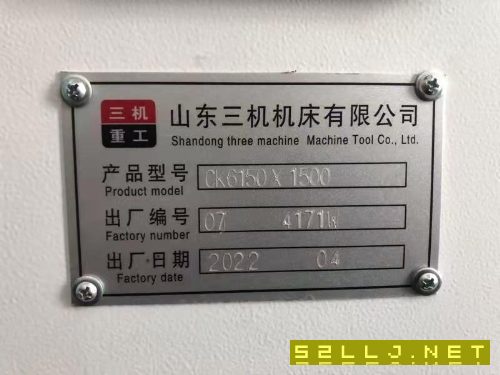 三机
重工
山东三机机床有限公司
Shandong three machine Machine Tool Co., Ltd.
产品型号 CK6150X1500
Product model
出厂编号 07 4171
Factory number
出厂·日期 2022 04
Factory date
52LLJ.NET